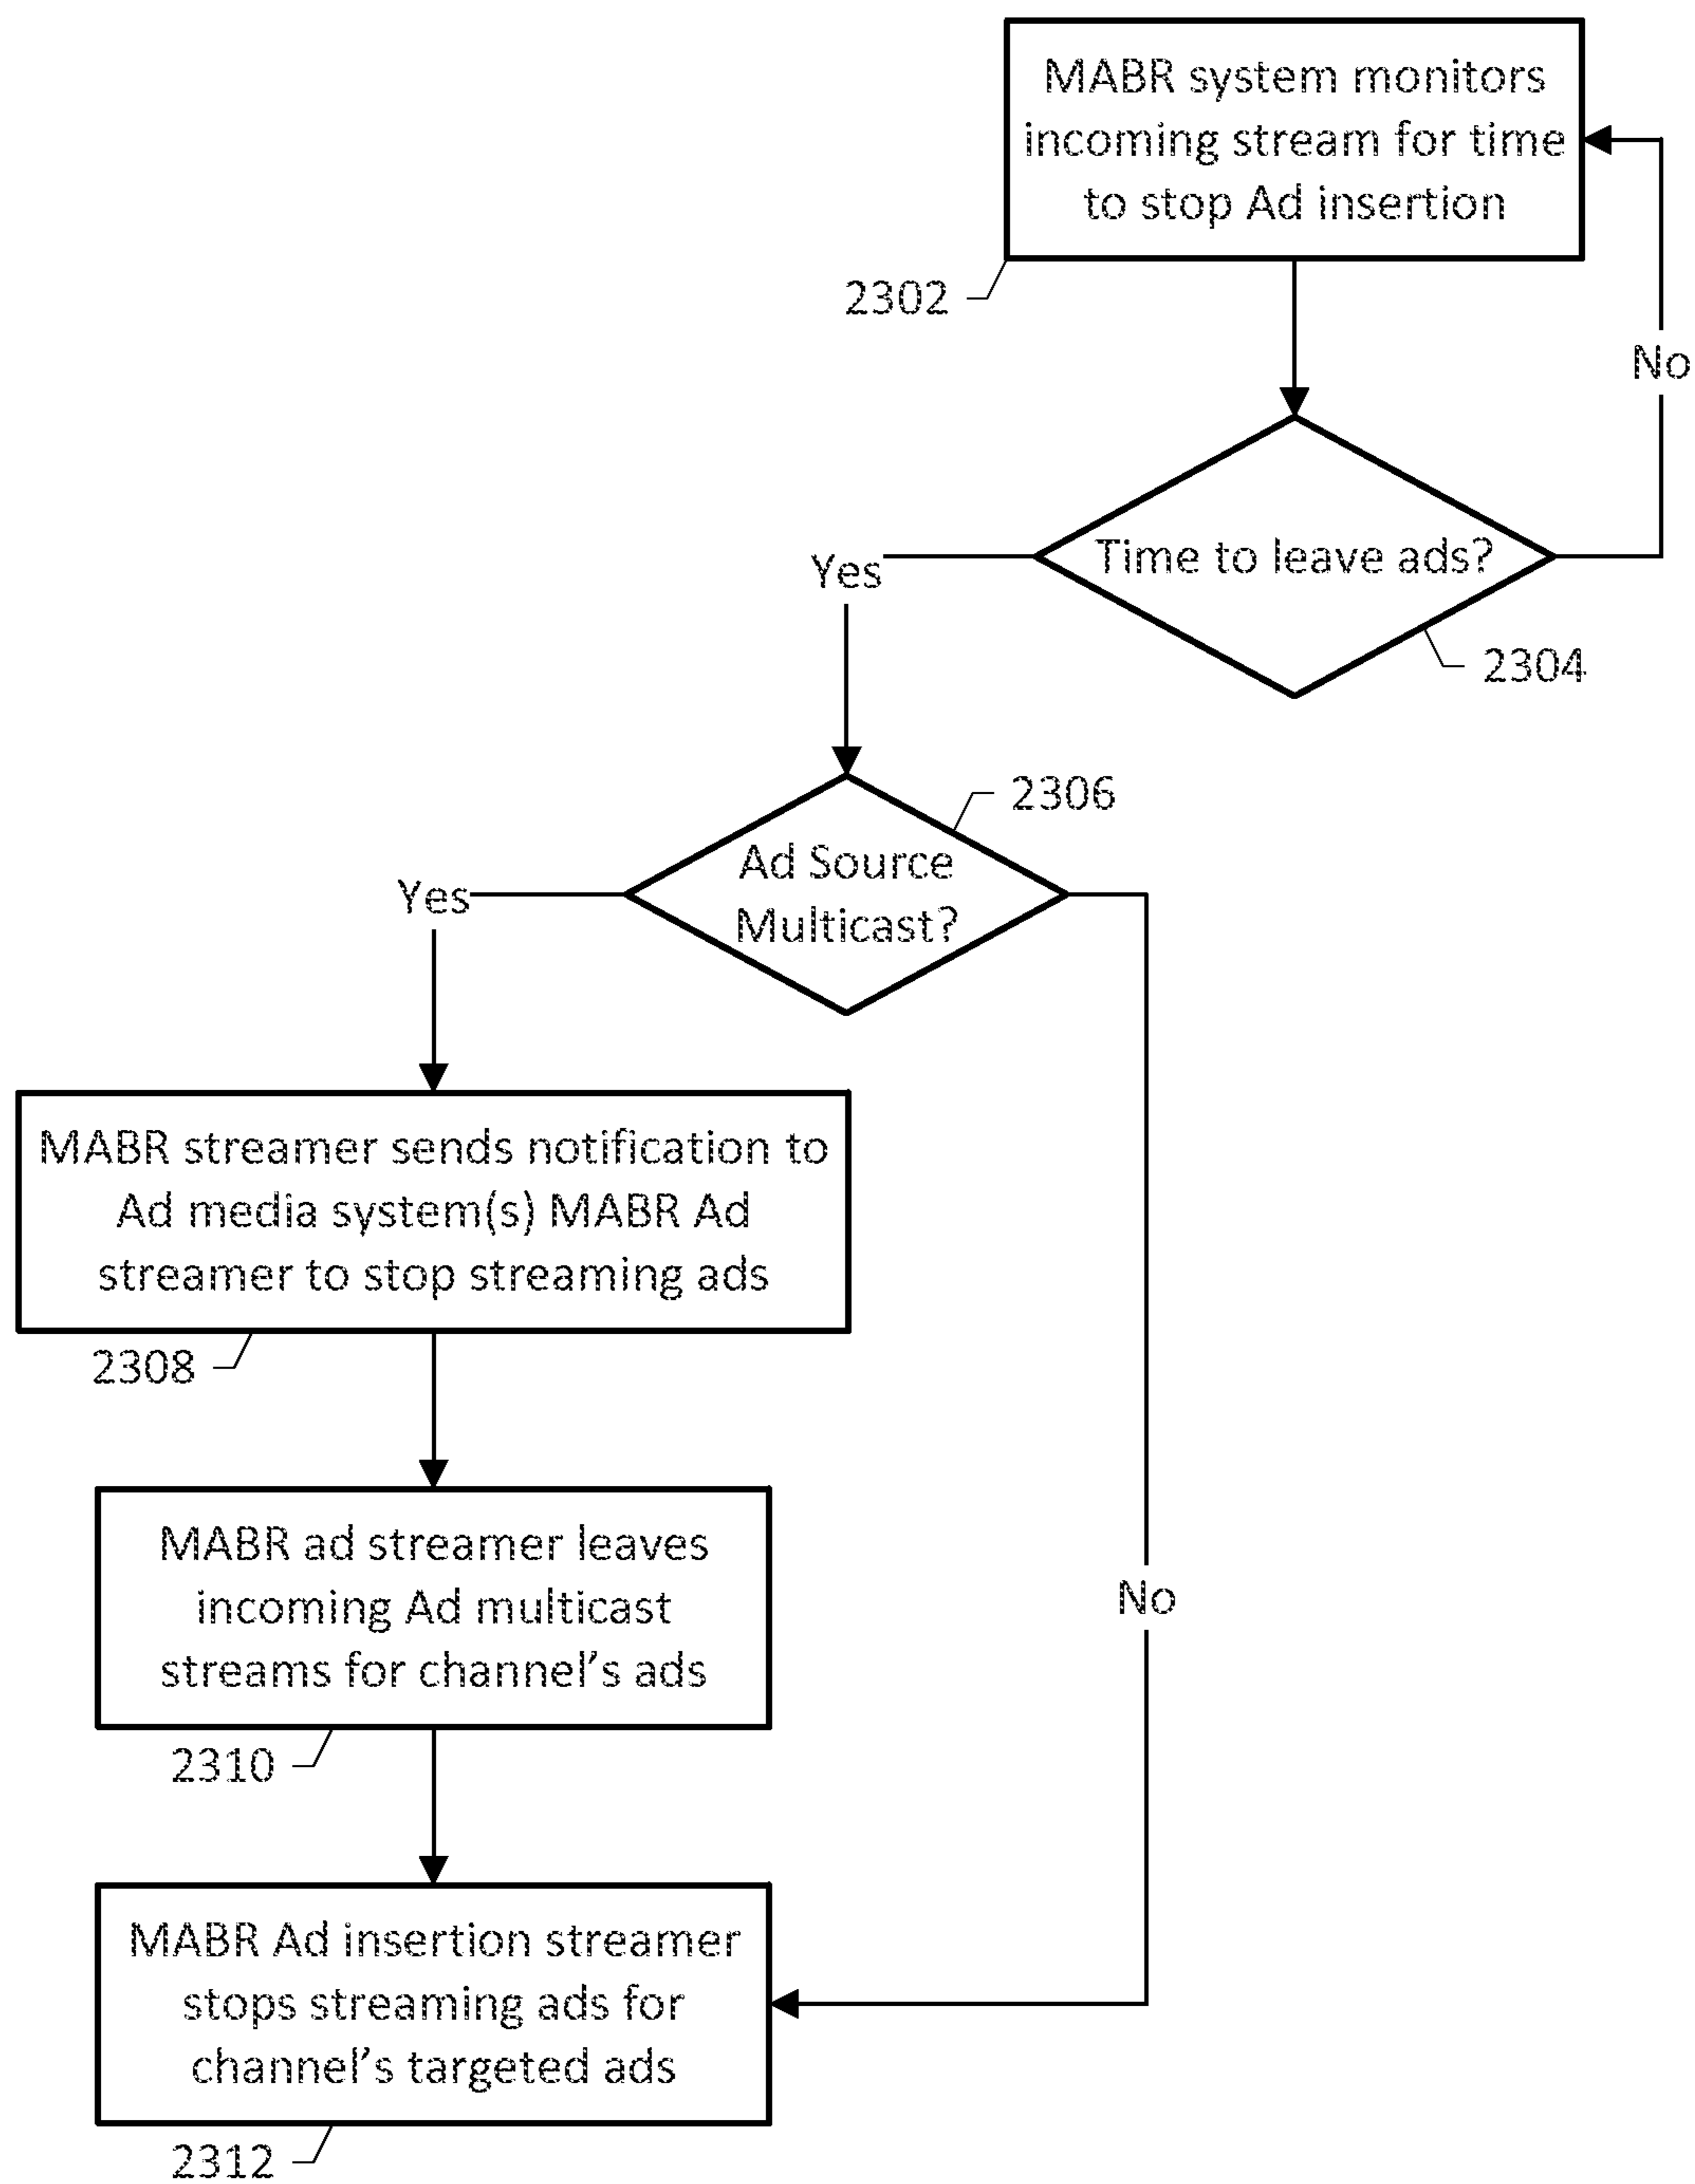 MABR system monitors
incoming stream for time
to stop Ad insertion
2302
No
Time to leave ads?
Yes
2304
2306
Ad Source
Multicast?
Yes
MABR streamer sends notification to
Ad media system(s) MABR Ad
streamer to stop streaming ads
2308
MABR ad streamer leaves
incoming Ad multicast
streams for channel's ads
No
2310
MABR Ad insertion streamer
stops streaming ads for
channel's targeted ads
2312